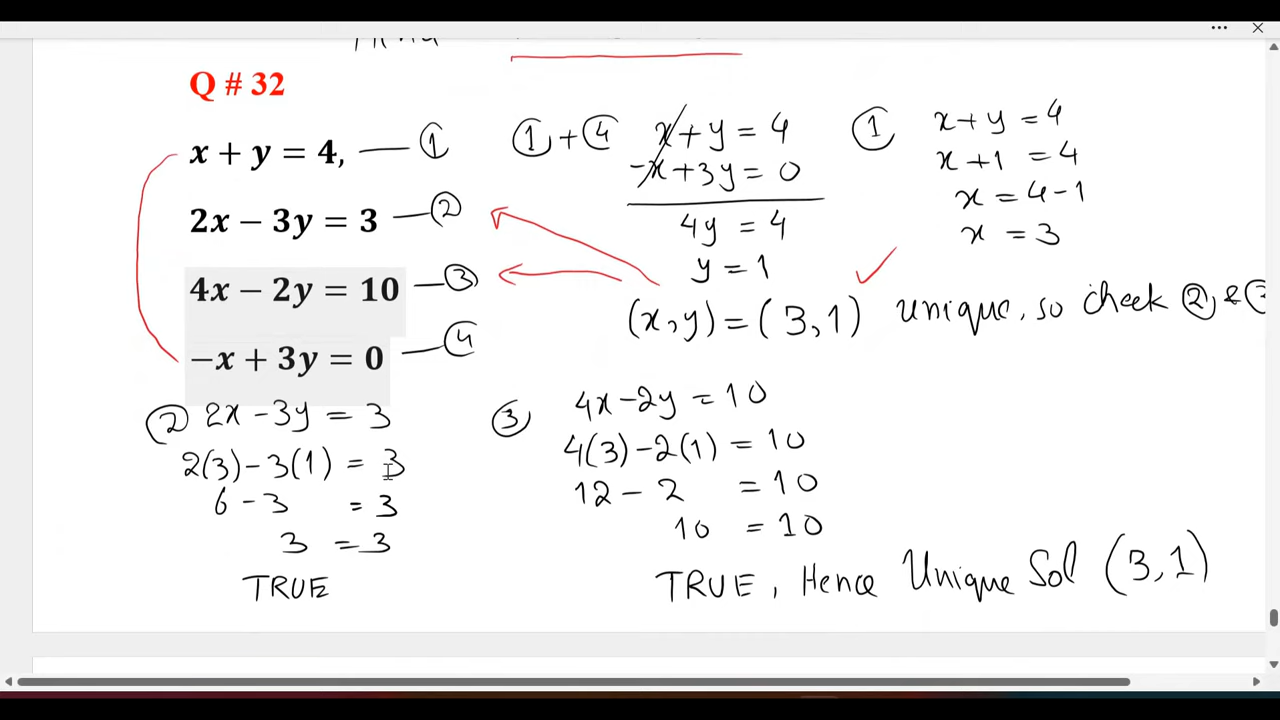 Q # 32
x + y = 4, — ①
2x − 3y = 3 — ②
4x − 2y = 10 — ③
−x + 3y = 0 — ④
① + ④ x + y = 4
-x + 3y = 0
4y = 4
y = 1
(x, y) = (3, 1) unique, so check ② &
① x + y = 4
x + 1 = 4
x = 4 - 1
x = 3
② 2x - 3y = 3
2(3) - 3(1) = 3
6 - 3 = 3
3 = 3
TRUE
③ 4x - 2y = 10
4(3) - 2(1) = 10
12 - 2 = 10
10 = 10
TRUE, Hence Unique Sol (3, 1)